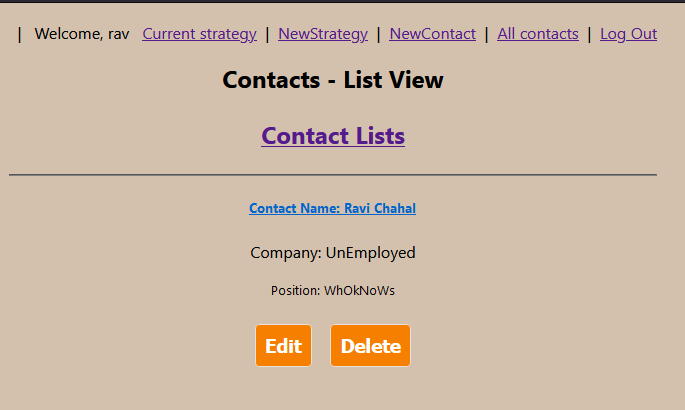 | Welcome, rav Current strategy | NewStrategy | NewContact | All contacts | Log Out
Contacts - List View
Contact Lists
Contact Name: Ravi Chahal
Company: UnEmployed
Position: WhOkNoWs
Edit Delete